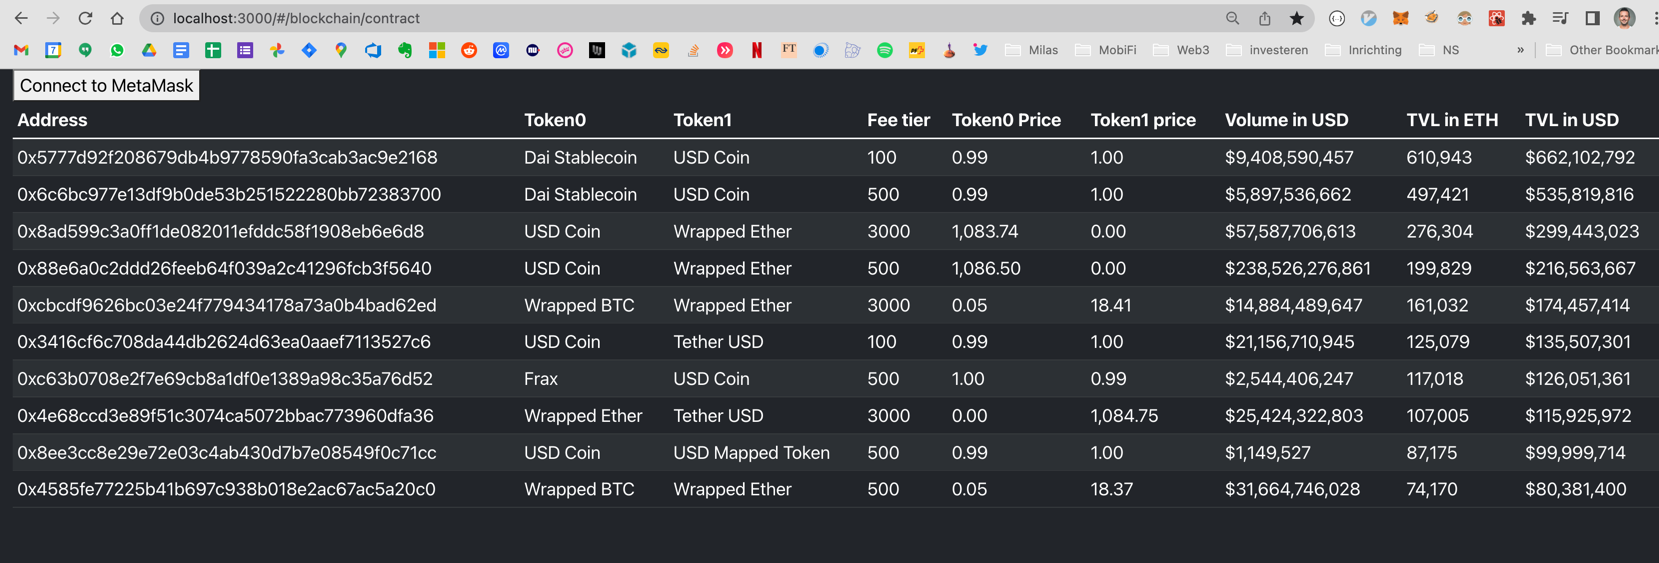 localhost:3000/#/blockchain/contract
Milas MobiFi Web3 investeren Inrichting NS » Other Bookmark
Connect to MetaMask
Address Token0 Token1 Fee tier Token0 Price Token1 price Volume in USD TVL in ETH TVL in USD
0x5777d92f208679db4b9778590fa3cab3ac9e2168 Dai Stablecoin USD Coin 100 0.99 1.00 $9,408,590,457 610,943 $662,102,792
0x6c6bc977e13df9b0de53b251522280bb72383700 Dai Stablecoin USD Coin 500 0.99 1.00 $5,897,536,662 497,421 $535,819,816
0x8ad599c3a0ff1de082011efddc58f1908eb6e6d8 USD Coin Wrapped Ether 3000 1,083.74 0.00 $57,587,706,613 276,304 $299,443,023
0x88e6a0c2ddd26feeb64f039a2c41296fcb3f5640 USD Coin Wrapped Ether 500 1,086.50 0.00 $238,526,276,861 199,829 $216,563,667
0xcbcdf9626bc03e24f779434178a73a0b4bad62ed Wrapped BTC Wrapped Ether 3000 0.05 18.41 $14,884,489,647 161,032 $174,457,414
0x3416cf6c708da44db2624d63ea0aaef7113527c6 USD Coin Tether USD 100 0.99 1.00 $21,156,710,945 125,079 $135,507,301
0xc63b0708e2f7e69cb8a1df0e1389a98c35a76d52 Frax USD Coin 500 1.00 0.99 $2,544,406,247 117,018 $126,051,361
0x4e68ccd3e89f51c3074ca5072bbac773960dfa36 Wrapped Ether Tether USD 3000 0.00 1,084.75 $25,424,322,803 107,005 $115,925,972
0x8ee3cc8e29e72e03c4ab430d7b7e08549f0c71cc USD Coin USD Mapped Token 500 0.99 1.00 $1,149,527 87,175 $99,999,714
0x4585fe77225b41b697c938b018e2ac67ac5a20c0 Wrapped BTC Wrapped Ether 500 0.05 18.37 $31,664,746,028 74,170 $80,381,400